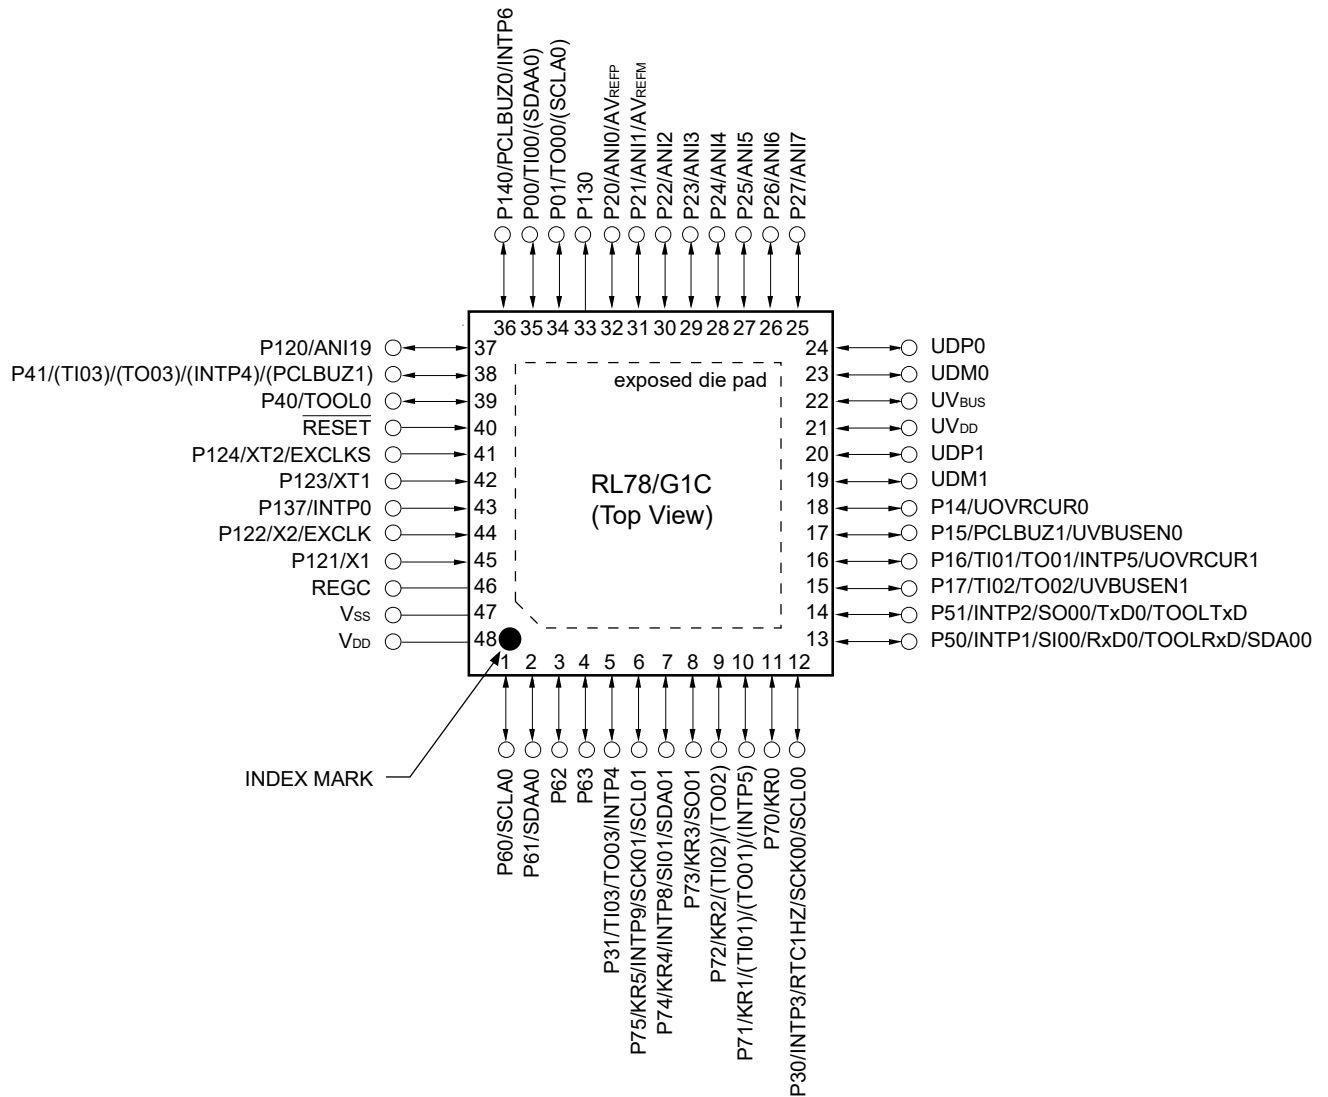 P140/PCLBUZ0/INTP6
P00/TI00/(SDAA0)
P01/TO00/(SCLA0)
P130
P20/ANI0/AVREFP
P21/ANI1/AVREFM
P22/ANI2
P23/ANI3
P24/ANI4
P25/ANI5
P26/ANI6
P27/ANI7
36 35 34 33 32 31 30 29 28 27 26 25
P120/ANI19 37
P41/(TI03)/(TO03)/(INTP4)/(PCLBUZ1) 38
P40/TOOL0 39
RESET 40
P124/XT2/EXCLKS 41
P123/XT1 42
P137/INTP0 43
P122/X2/EXCLK 44
P121/X1 45
REGC 46
VSS 47
VDD 48
exposed die pad
RL78/G1C
(Top View)
24 UDP0
23 UDM0
22 UVBUS
21 UVDD
20 UDP1
19 UDM1
18 P14/UOVRCUR0
17 P15/PCLBUZ1/UVBUSEN0
16 P16/TI01/TO01/INTP5/UOVRCUR1
15 P17/TI02/TO02/UVBUSEN1
14 P51/INTP2/SO00/TxD0/TOOLTxD
13 P50/INTP1/SI00/RxD0/TOOLRxD/SDA00
1 2 3 4 5 6 7 8 9 10 11 12
INDEX MARK
P60/SCLA0
P61/SDAA0
P62
P63
P31/TI03/TO03/INTP4
P75/KR5/INTP9/SCK01/SCL01
P74/KR4/INTP8/SI01/SDA01
P73/KR3/SO01
P72/KR2/(TI02)/(TO02)
P71/KR1/(TI01)/(TO01)/(INTP5)
P70/KR0
P30/INTP3/RTC1HZ/SCK00/SCL00